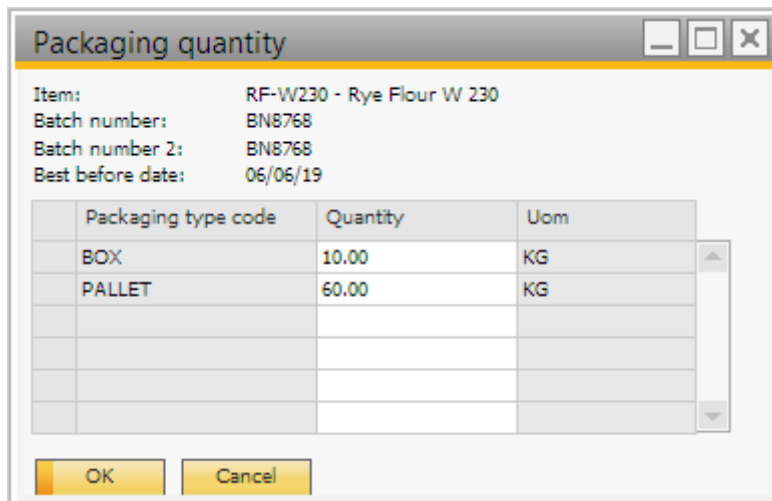 Packaging quantity
Item: RF-W230 - Rye Flour W 230
Batch number: BN8768
Batch number 2: BN8768
Best before date: 06/06/19
Packaging type code Quantity Uom
BOX 10.00 KG
PALLET 60.00 KG
OK Cancel